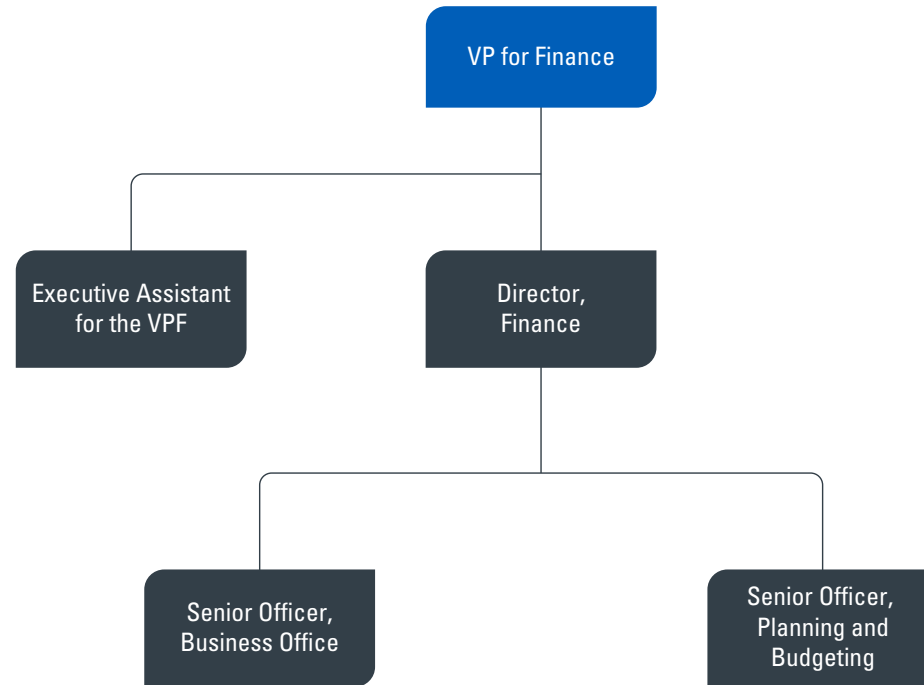 VP for Finance
Executive Assistant
for the VPF
Director,
Finance
Senior Officer,
Business Office
Senior Officer,
Planning and
Budgeting